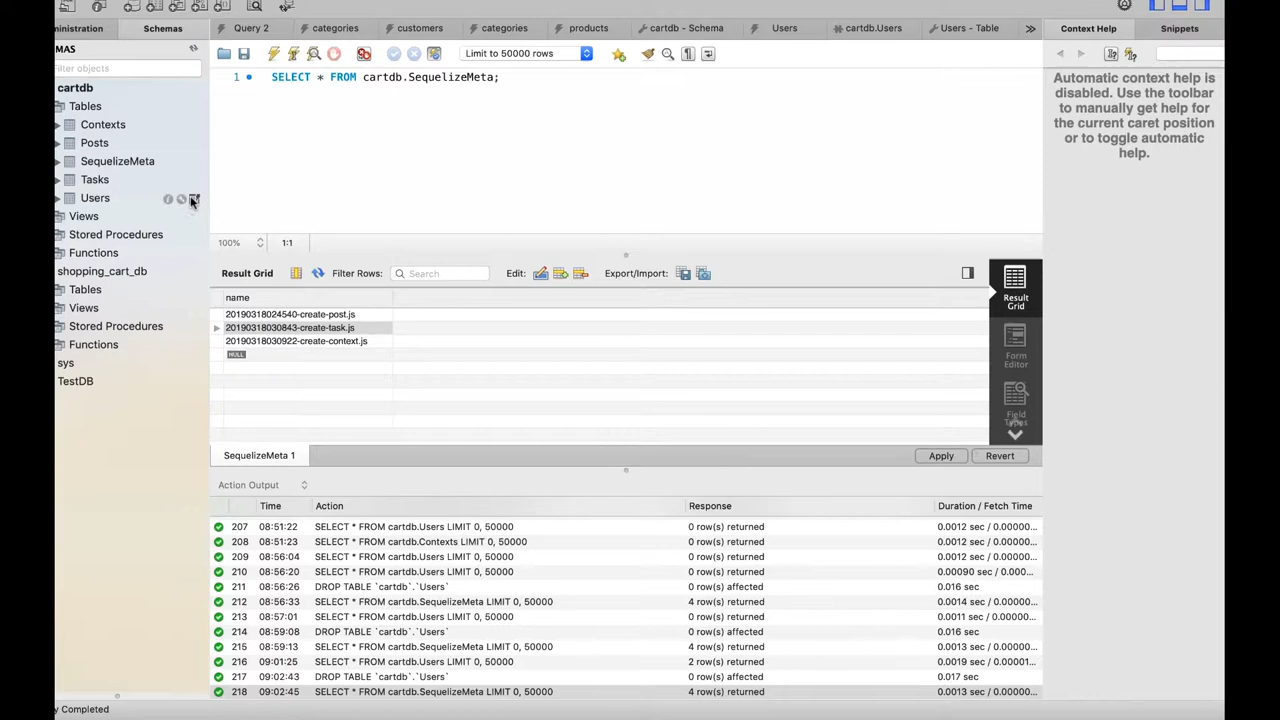 ministration
Schemas
Query 2
categories
customers
categories
products
cartdb - Schema
Users
cartdb.Users
Users - Table
Context Help
Snippets
MAS
Filter objects
cartdb
Tables
Contexts
Posts
SequelizeMeta
Tasks
Users
Views
Stored Procedures
Functions
shopping_cart_db
Tables
Views
Stored Procedures
Functions
sys
TestDB
Limit to 50000 rows
1
SELECT * FROM cartdb.SequelizeMeta;
Automatic context help is
disabled. Use the toolbar
to manually get help for
the current caret position
or to toggle automatic
help.
100%
1:1
Result Grid
Filter Rows:
Search
Edit:
Export/Import:
name
20190318024540-create-post.js
20190318030843-create-task.js
20190318030922-create-context.js
NULL
Result
Grid
Form
Editor
Field
Types
SequelizeMeta 1
Apply
Revert
Action Output
Time Action Response Duration / Fetch Time
207 08:51:22 SELECT * FROM cartdb.Users LIMIT 0, 50000 0 row(s) returned 0.0012 sec / 0.00000...
208 08:51:23 SELECT * FROM cartdb.Contexts LIMIT 0, 50000 0 row(s) returned 0.0012 sec / 0.00000...
209 08:56:04 SELECT * FROM cartdb.Users LIMIT 0, 50000 0 row(s) returned 0.0012 sec / 0.00000...
210 08:56:20 SELECT * FROM cartdb.Users LIMIT 0, 50000 0 row(s) returned 0.00090 sec / 0.000...
211 08:56:26 DROP TABLE `cartdb`.`Users` 0 row(s) affected 0.016 sec
212 08:56:33 SELECT * FROM cartdb.SequelizeMeta LIMIT 0, 50000 4 row(s) returned 0.0014 sec / 0.00000...
213 08:57:01 SELECT * FROM cartdb.Users LIMIT 0, 50000 0 row(s) returned 0.0011 sec / 0.00000...
214 08:59:08 DROP TABLE `cartdb`.`Users` 0 row(s) affected 0.016 sec
215 08:59:13 SELECT * FROM cartdb.SequelizeMeta LIMIT 0, 50000 4 row(s) returned 0.0013 sec / 0.00000...
216 09:01:25 SELECT * FROM cartdb.Users LIMIT 0, 50000 2 row(s) returned 0.0019 sec / 0.00001...
217 09:02:43 DROP TABLE `cartdb`.`Users` 0 row(s) affected 0.017 sec
218 09:02:45 SELECT * FROM cartdb.SequelizeMeta LIMIT 0, 50000 4 row(s) returned 0.0013 sec / 0.00000...
y Completed